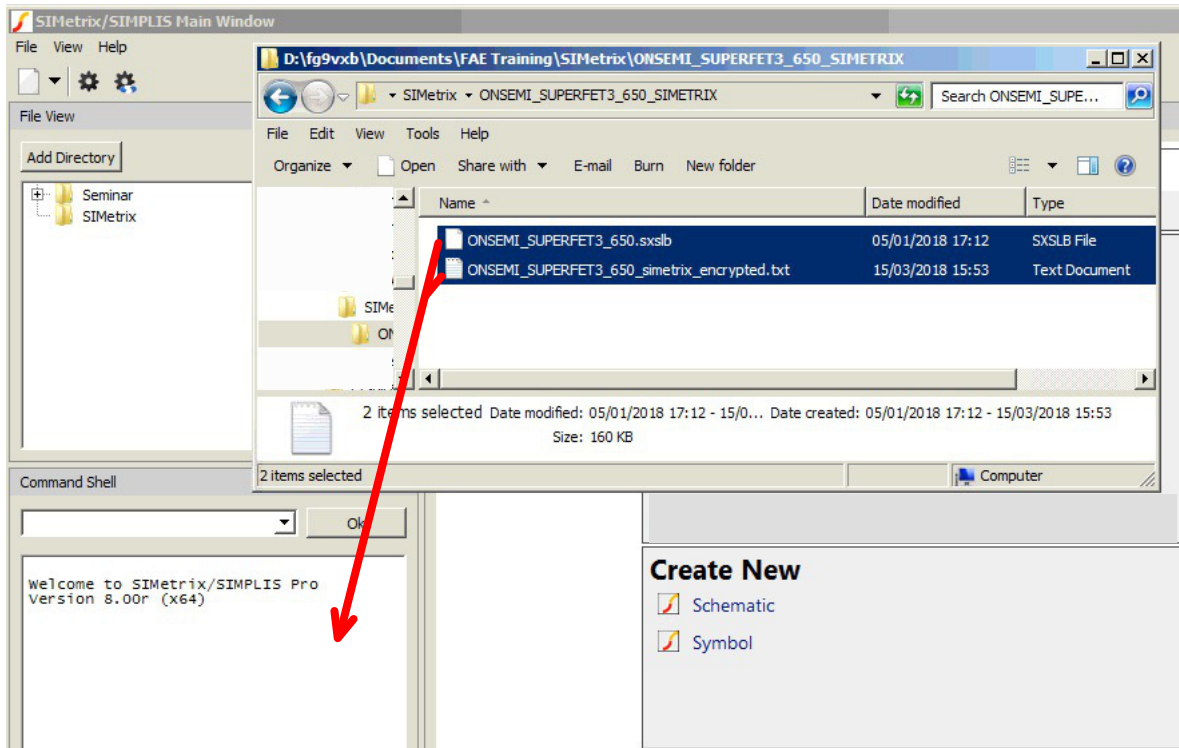 SIMetrix/SIMPLIS Main Window
File View Help
File View
Add Directory
Seminar
SIMetrix
D:\fg9vxb\Documents\FAE Training\SIMetrix\ONSEMI_SUPERFET3_650_SIMETRIX
SIMetrix ONSEMI_SUPERFET3_650_SIMETRIX
Search ONSEMI_SUPE...
File Edit View Tools Help
Organize Open Share with E-mail Burn New folder
Name Date modified Type
ONSEMI_SUPERFET3_650.sxslb 05/01/2018 17:12 SXSLB File
ONSEMI_SUPERFET3_650_simetrix_encrypted.txt 15/03/2018 15:53 Text Document
SIMe
ON
2 items selected Date modified: 05/01/2018 17:12 - 15/0... Date created: 05/01/2018 17:12 - 15/03/2018 15:53
Size: 160 KB
2 items selected Computer
Command Shell
Ok
Welcome to SIMetrix/SIMPLIS Pro
Version 8.00r (x64)
Create New
Schematic
Symbol